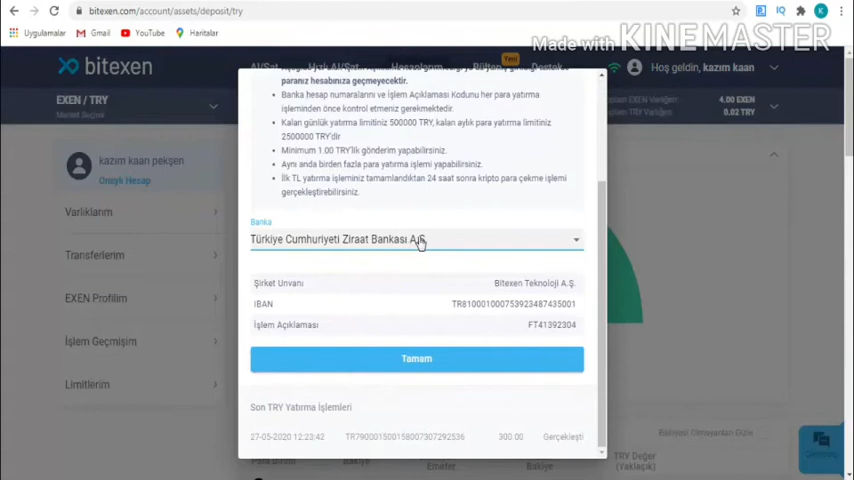 bitexen.com/account/assets/deposit/try
Uygulamalar
Gmail
YouTube
Haritalar
Made with KINEMASTER
bitexen
Yeni
Hoş geldin, kazım kaan
EXEN / TRY
4.00 EXEN
0.02 TRY
kazım kaan pekşen
Onaylı Hesap
Varlıklarım
Transferlerim
EXEN Profilim
İşlem Geçmişim
Limitlerim
paranız hesabınıza geçmeyecektir.
Banka hesap numaralarını ve İşlem Açıklaması Kodunu her para yatırma
işleminden önce kontrol etmeniz gerekmektedir.
Kalan günlük yatırma limitiniz 500000 TRY, kalan aylık para yatırma limitiniz
2500000 TRY'dir
Minimum 1.00 TRY'lik gönderim yapabilirsiniz.
Aynı anda birden fazla para yatırma işlemi yapabilirsiniz.
İlk TL yatırma işleminiz tamamlandıktan 24 saat sonra kripto para çekme işlemi
gerçekleştirebilirsiniz.
Banka
Türkiye Cumhuriyeti Ziraat Bankası A.Ş.
Şirket Unvanı Bitexen Teknoloji A.Ş.
IBAN TR810001000753923487435001
İşlem Açıklaması FT41392304
Tamam
Son TRY Yatırma İşlemleri
27-05-2020 12:23:42 TR790001500158007307292536 300.00 Gerçekleşti
TRY Değer
(Yaklaşık)